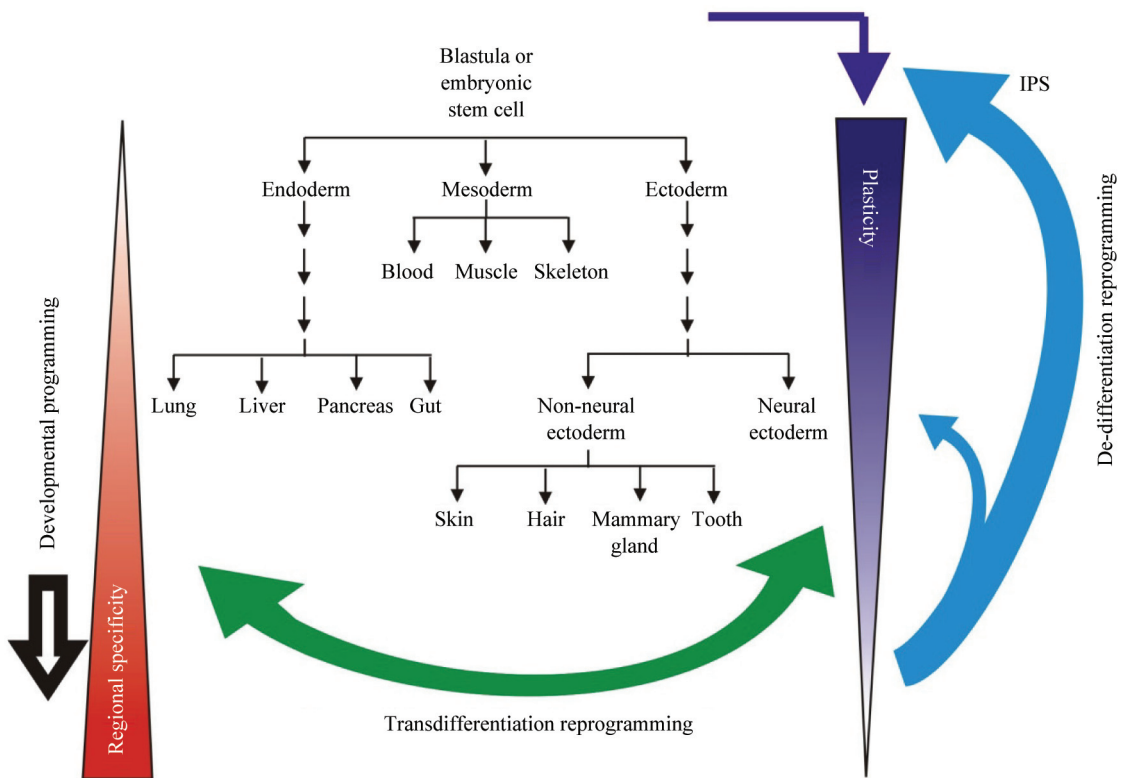 Blastula or
embryonic
stem cell
IPS
Endoderm
Mesoderm
Ectoderm
Plasticity
Blood
Muscle
Skeleton
De-differentiation reprogramming
Developmental programming
Lung
Liver
Pancreas
Gut
Non-neural
ectoderm
Neural
ectoderm
Skin
Hair
Mammary
gland
Tooth
Regional specificity
Transdifferentiation reprogramming